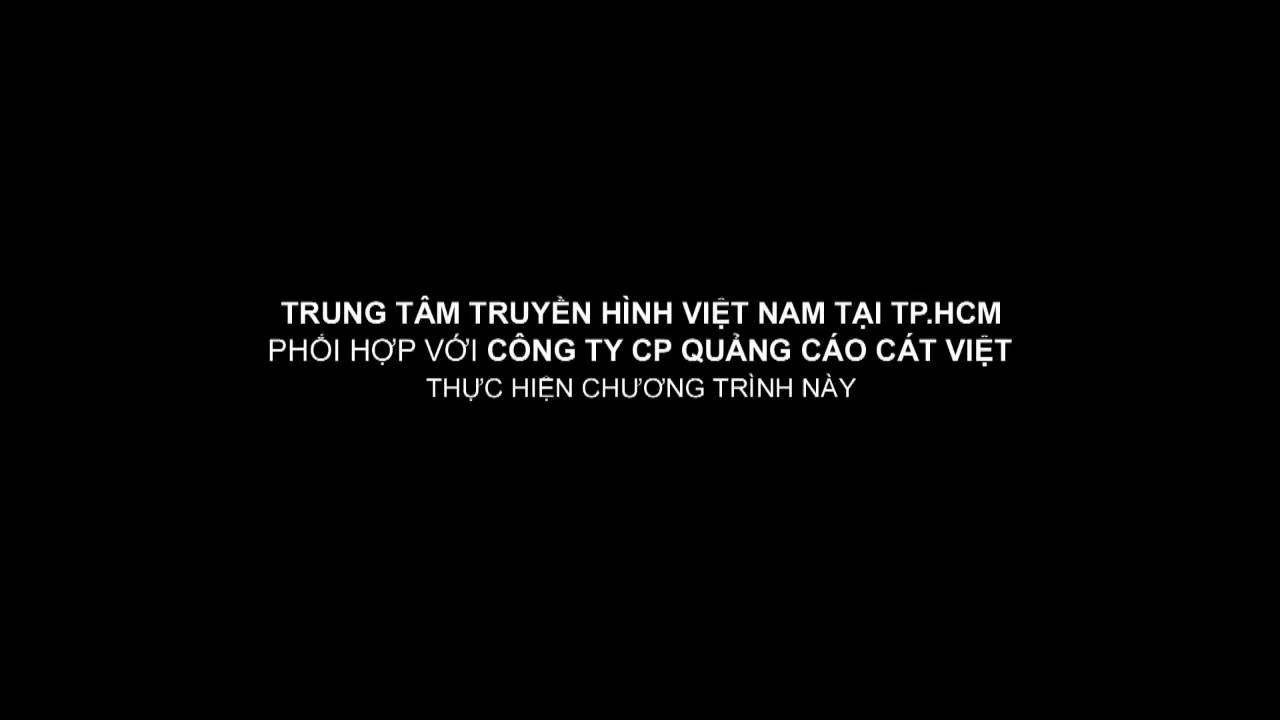 TRUNG TÂM TRUYỀN HÌNH VIỆT NAM TẠI TP.HCM
PHỐI HỢP VỚI CÔNG TY CP QUẢNG CÁO CÁT VIỆT
THỰC HIỆN CHƯƠNG TRÌNH NÀY